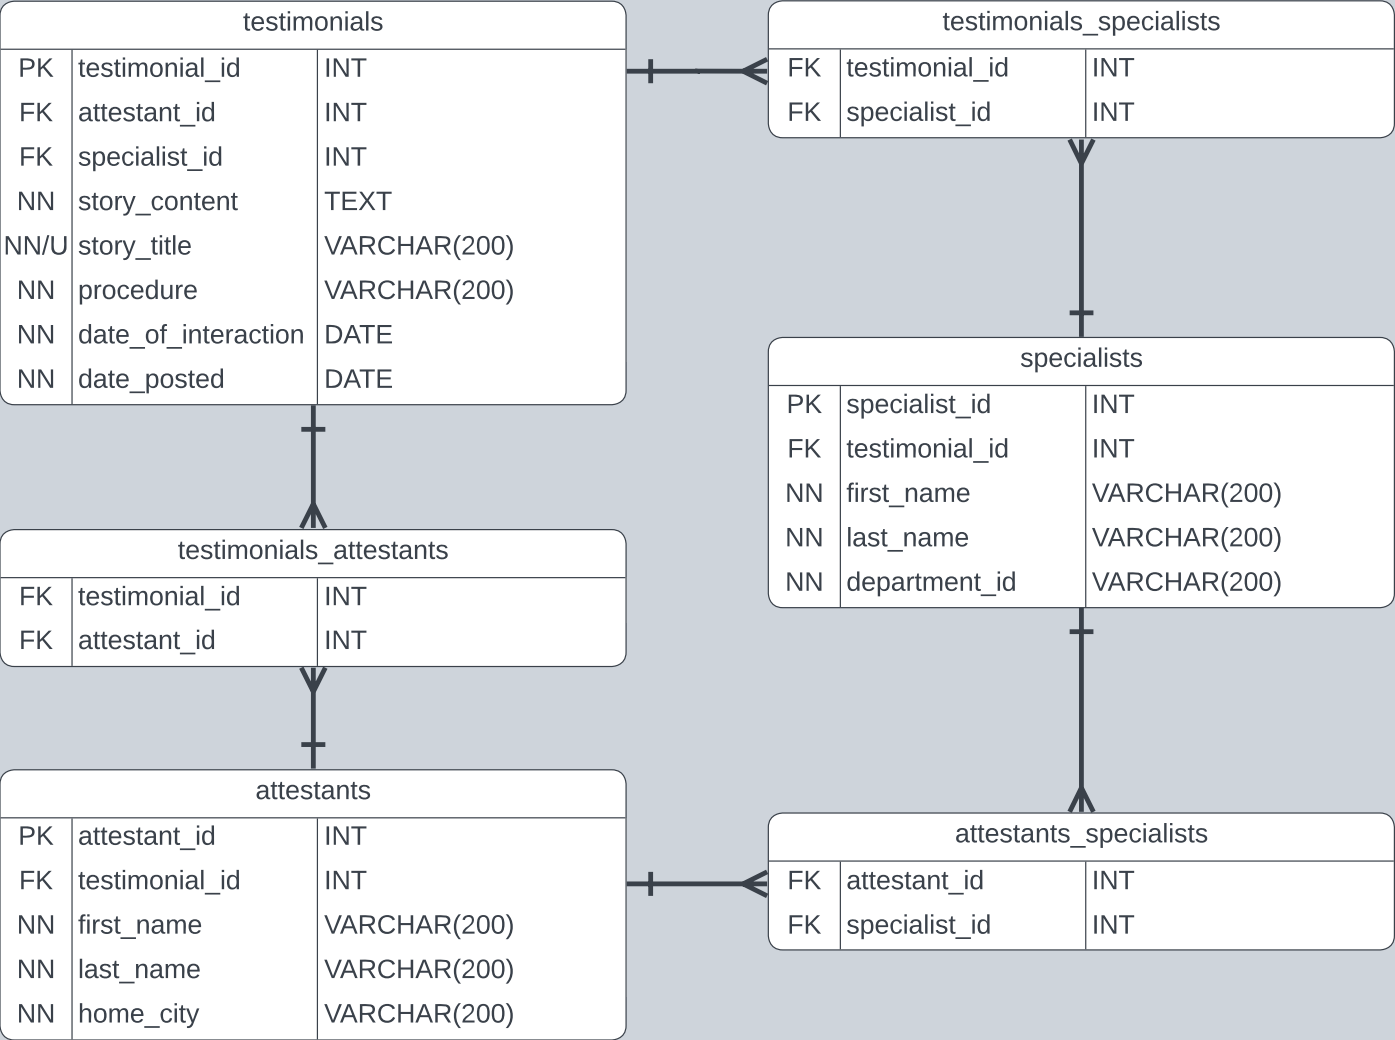 testimonials
PK testimonial_id INT
FK attestant_id INT
FK specialist_id INT
NN story_content TEXT
NN/U story_title VARCHAR(200)
NN procedure VARCHAR(200)
NN date_of_interaction DATE
NN date_posted DATE
testimonials_specialists
FK testimonial_id INT
FK specialist_id INT
specialists
PK specialist_id INT
FK testimonial_id INT
NN first_name VARCHAR(200)
NN last_name VARCHAR(200)
NN department_id VARCHAR(200)
testimonials_attestants
FK testimonial_id INT
FK attestant_id INT
attestants
PK attestant_id INT
FK testimonial_id INT
NN first_name VARCHAR(200)
NN last_name VARCHAR(200)
NN home_city VARCHAR(200)
attestants_specialists
FK attestant_id INT
FK specialist_id INT